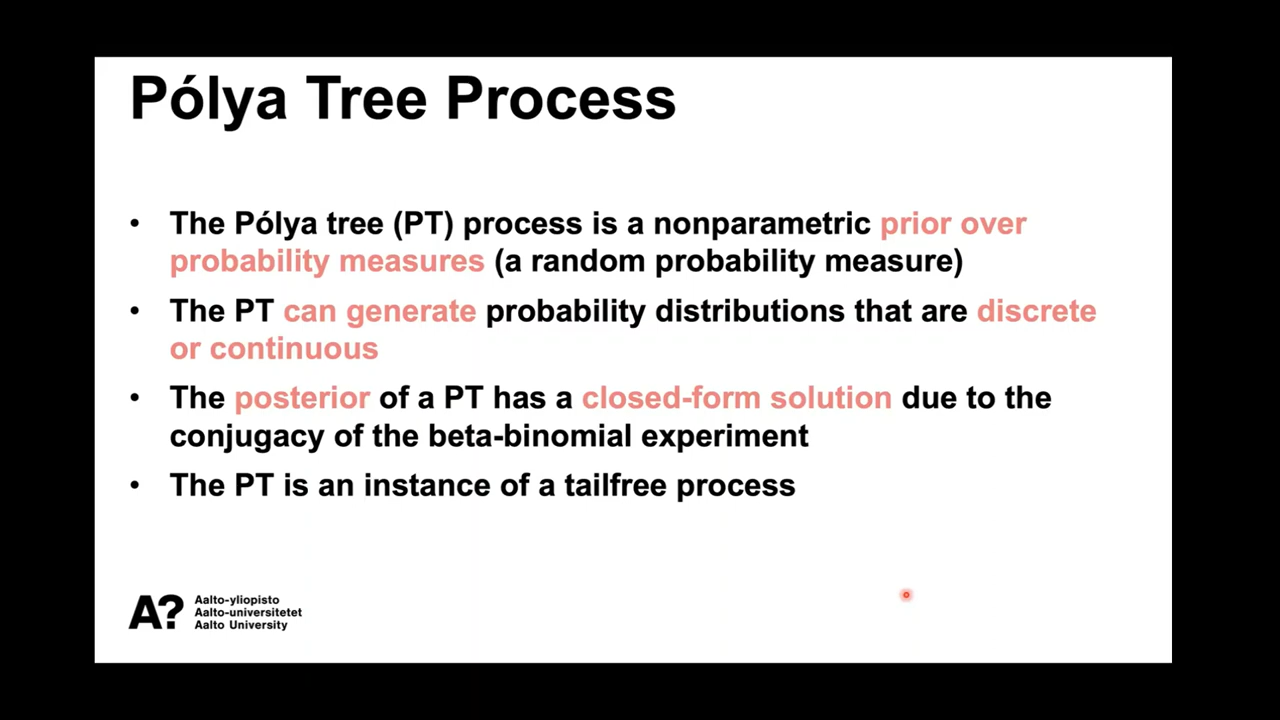 Pólya Tree Process
• The Pólya tree (PT) process is a nonparametric prior over
probability measures (a random probability measure)
• The PT can generate probability distributions that are discrete
or continuous
• The posterior of a PT has a closed-form solution due to the
conjugacy of the beta-binomial experiment
• The PT is an instance of a tailfree process
A?
Aalto-yliopisto
Aalto-universitetet
Aalto University